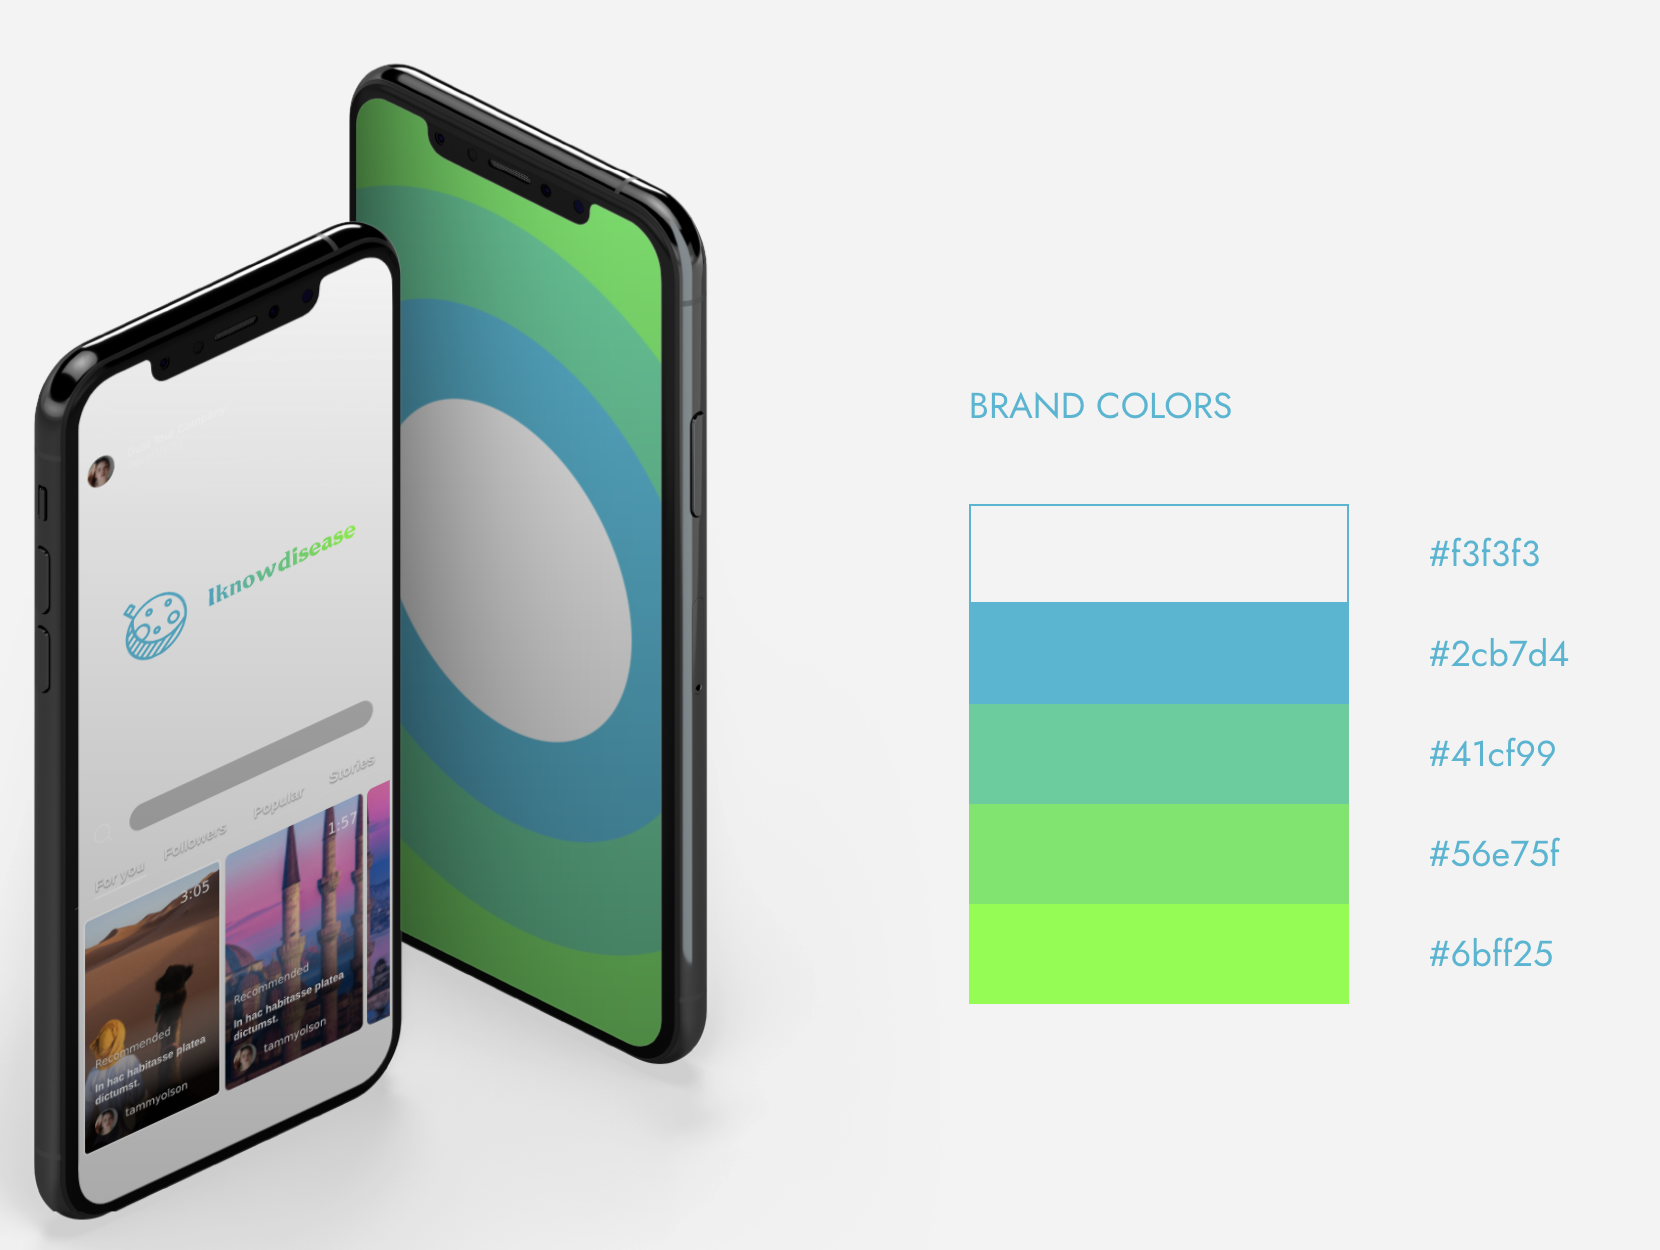 Iknowdisease
For you
Followers
Popular
Stories
3:05
Recommended
In hac habitasse platea
dictumst.
tammyolson
1:57
Recommended
In hac habitasse platea
dictumst.
tammyolson
BRAND COLORS
#f3f3f3
#2cb7d4
#41cf99
#56e75f
#6bff25